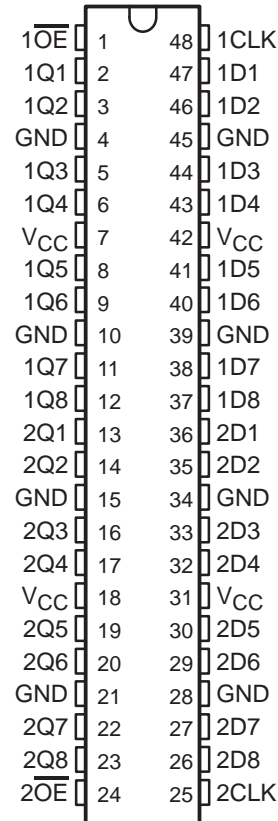 1O̅E̅ 1 48 1CLK
1Q1 2 47 1D1
1Q2 3 46 1D2
GND 4 45 GND
1Q3 5 44 1D3
1Q4 6 43 1D4
VCC 7 42 VCC
1Q5 8 41 1D5
1Q6 9 40 1D6
GND 10 39 GND
1Q7 11 38 1D7
1Q8 12 37 1D8
2Q1 13 36 2D1
2Q2 14 35 2D2
GND 15 34 GND
2Q3 16 33 2D3
2Q4 17 32 2D4
VCC 18 31 VCC
2Q5 19 30 2D5
2Q6 20 29 2D6
GND 21 28 GND
2Q7 22 27 2D7
2Q8 23 26 2D8
2O̅E̅ 24 25 2CLK